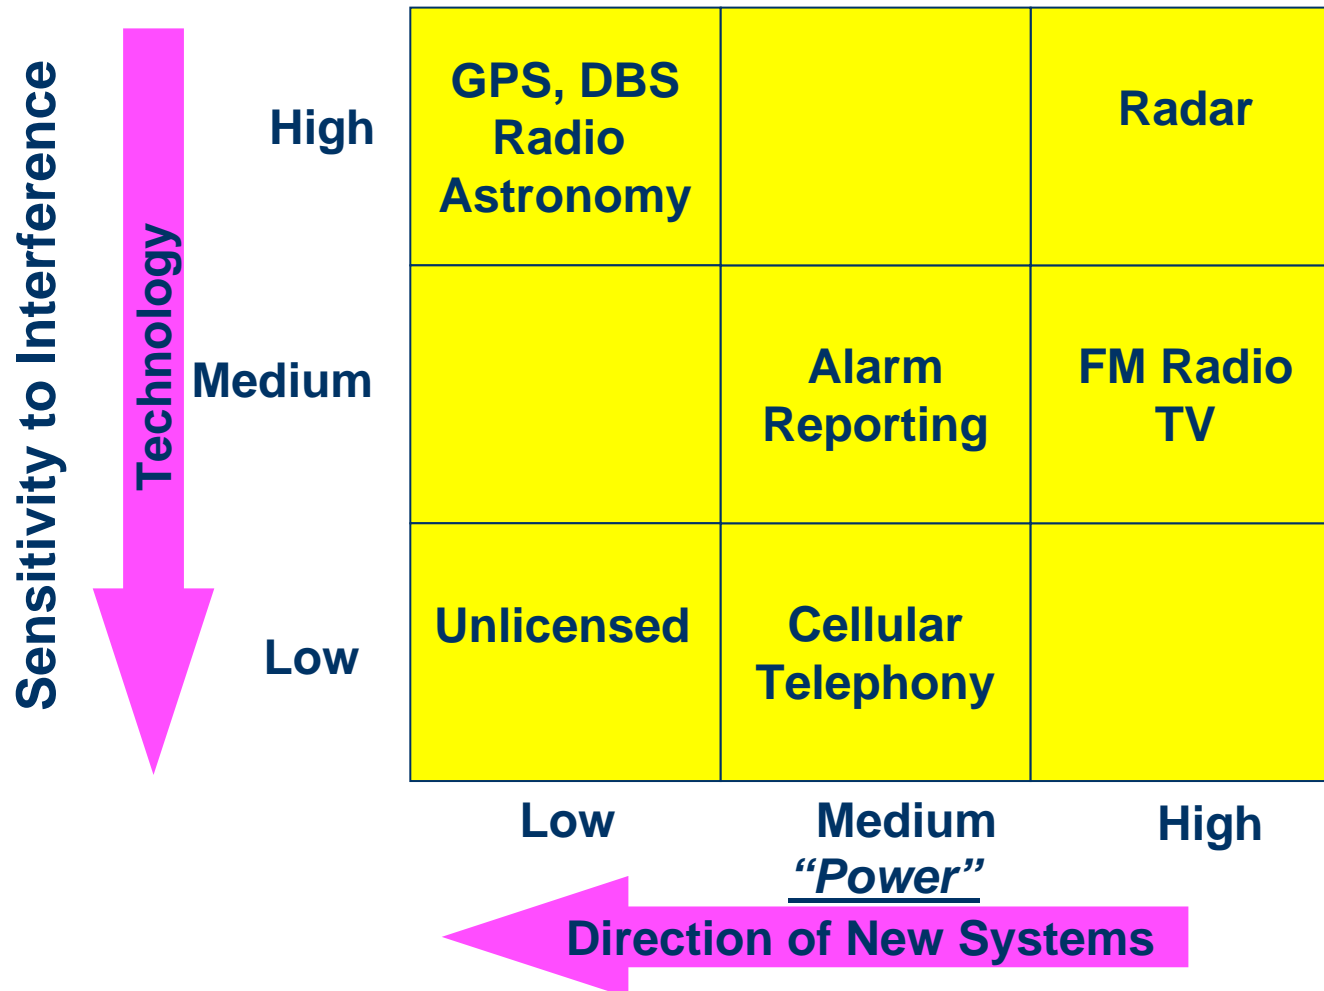 Sensitivity to Interference
Technology
High
GPS, DBS
Radio
Astronomy
Radar
Medium
Alarm
Reporting
FM Radio
TV
Low
Unlicensed
Cellular
Telephony
Low
Medium
High
“Power”
Direction of New Systems